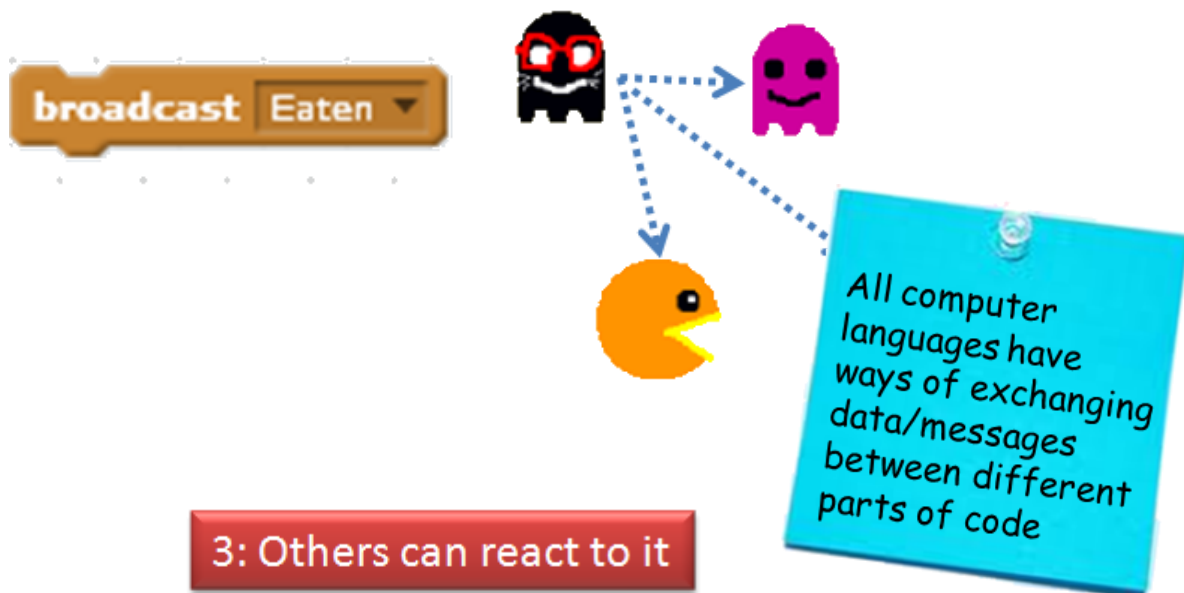 broadcast Eaten
All computer
languages have
ways of exchanging
data/messages
between different
parts of code
3: Others can react to it